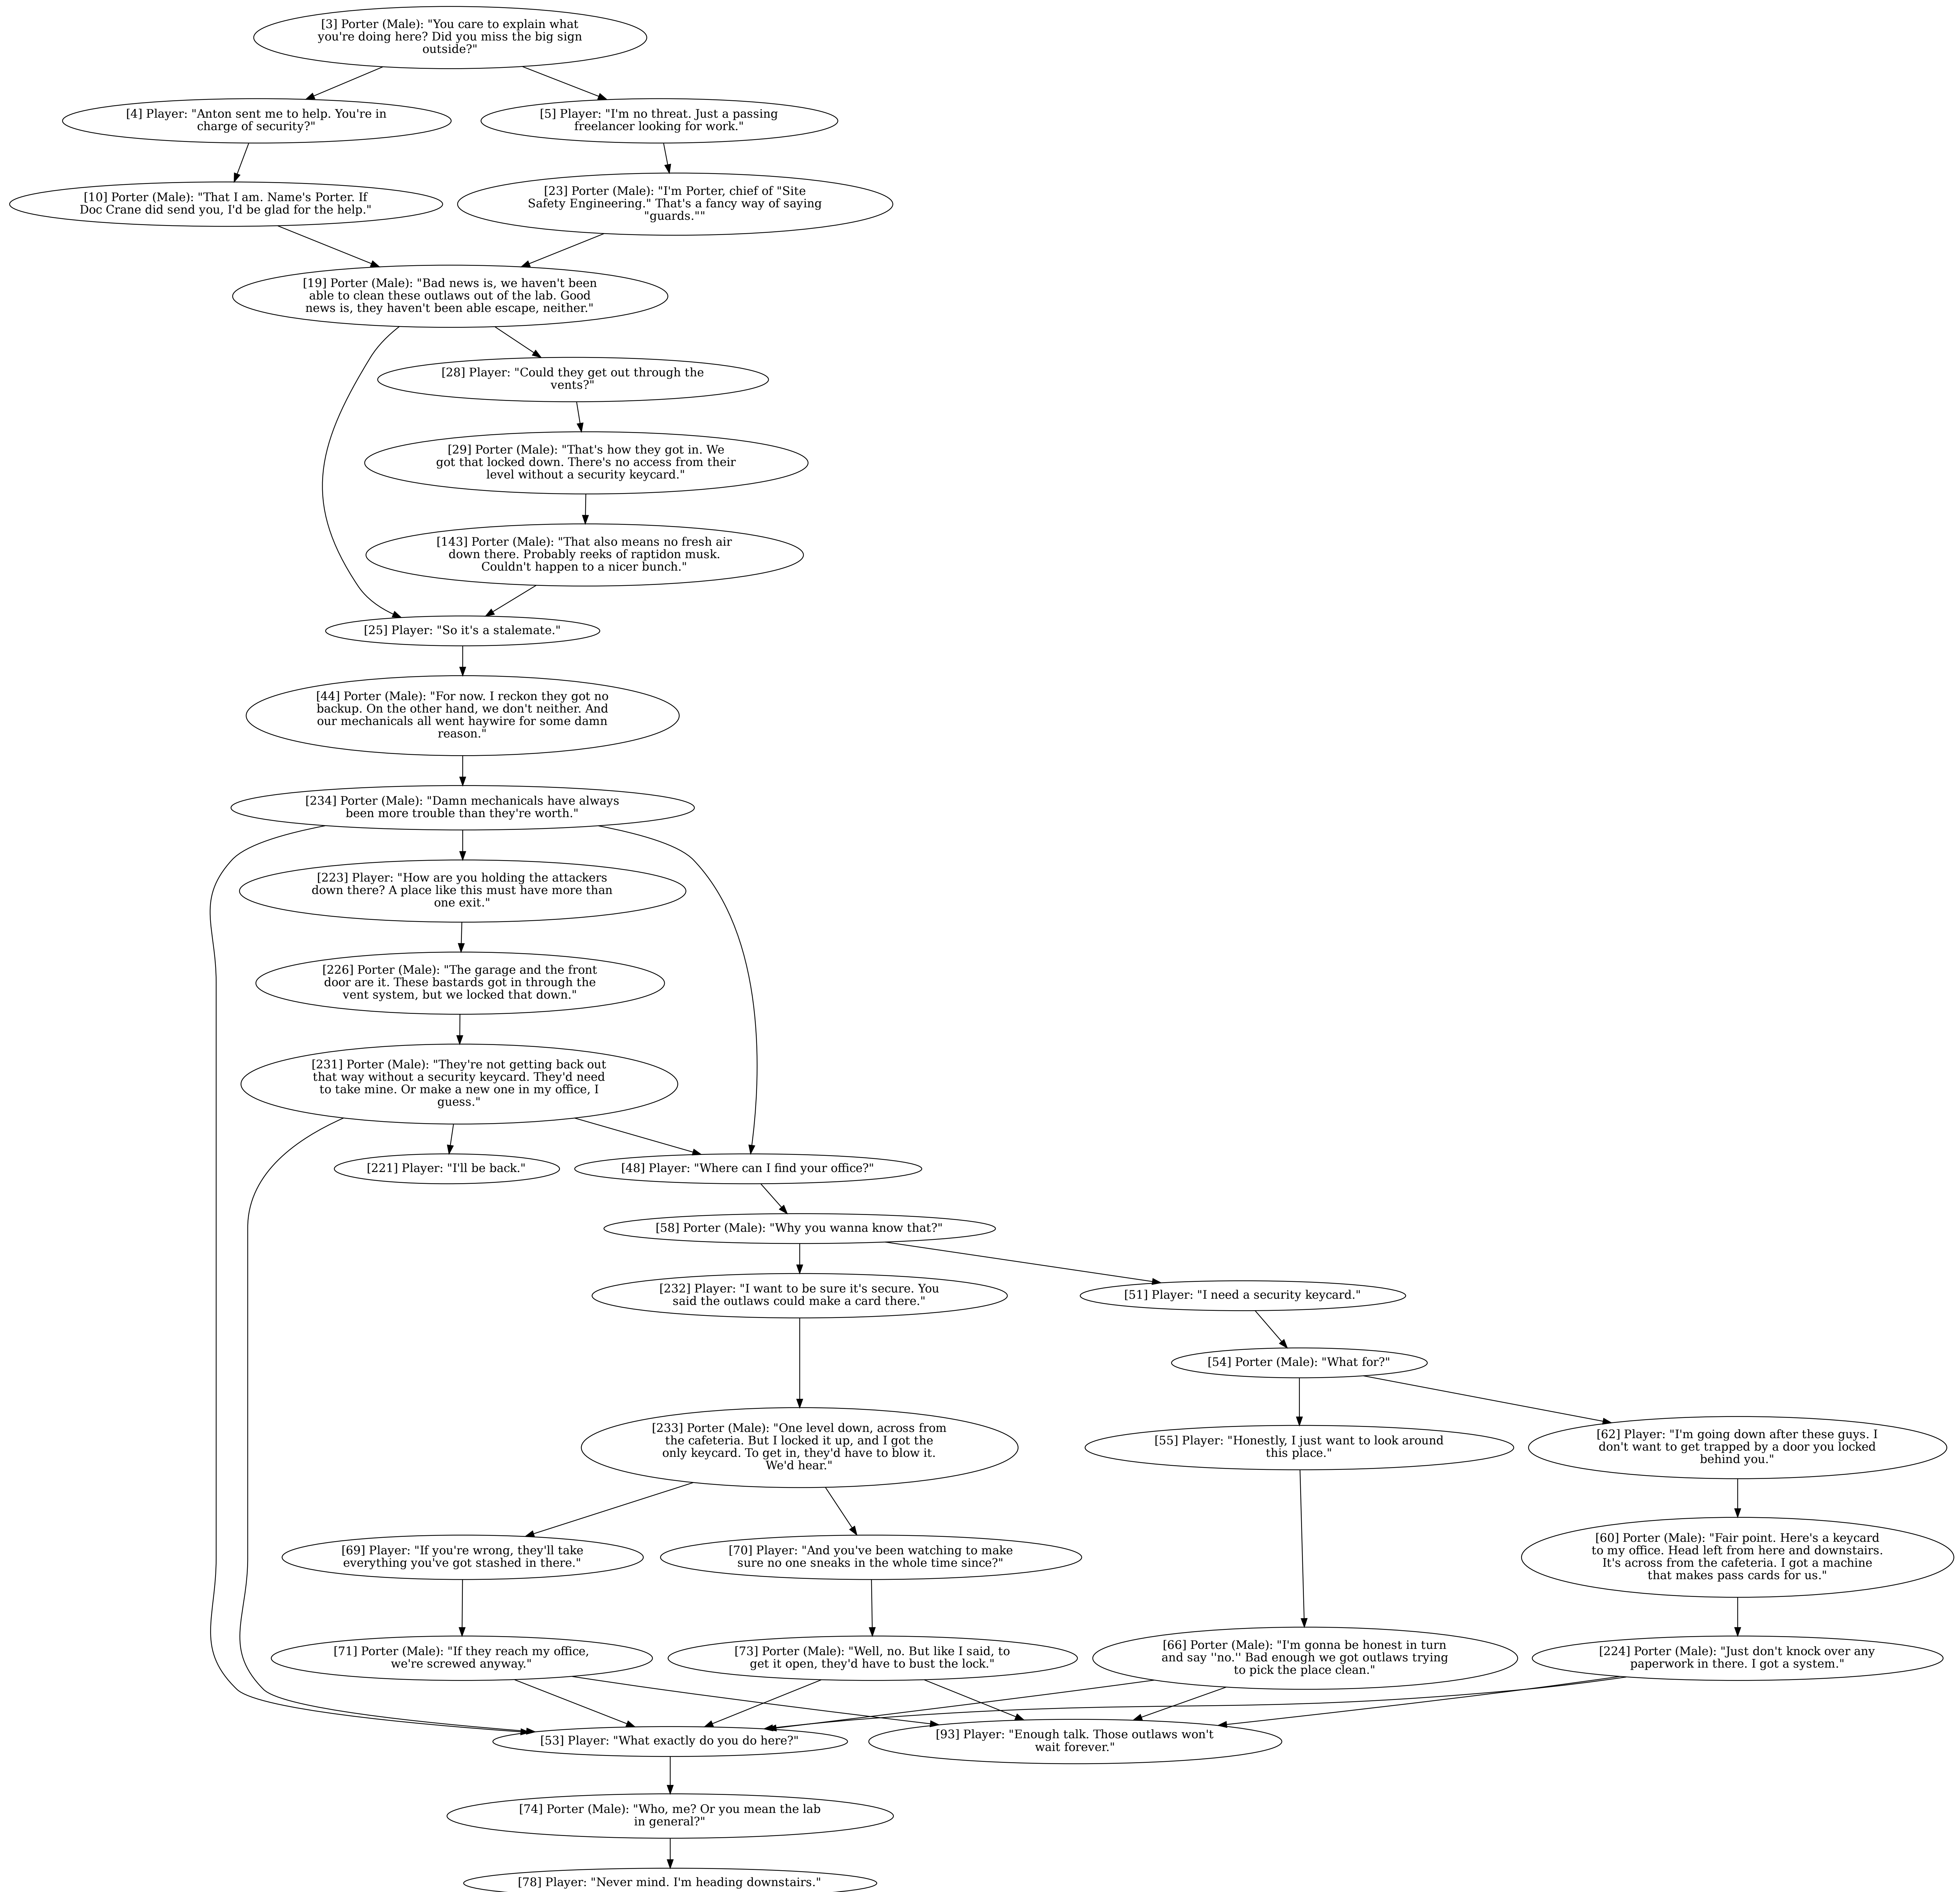 [3] Porter (Male): "You care to explain what
you're doing here? Did you miss the big sign
outside?"
[4] Player: "Anton sent me to help. You're in
charge of security?"
[5] Player: "I'm no threat. Just a passing
freelancer looking for work."
[10] Porter (Male): "That I am. Name's Porter. If
Doc Crane did send you, I'd be glad for the help."
[23] Porter (Male): "I'm Porter, chief of "Site
Safety Engineering." That's a fancy way of saying
"guards.""
[19] Porter (Male): "Bad news is, we haven't been
able to clean these outlaws out of the lab. Good
news is, they haven't been able escape, neither."
[28] Player: "Could they get out through the
vents?"
[29] Porter (Male): "That's how they got in. We
got that locked down. There's no access from their
level without a security keycard."
[143] Porter (Male): "That also means no fresh air
down there. Probably reeks of raptidon musk.
Couldn't happen to a nicer bunch."
[25] Player: "So it's a stalemate."
[44] Porter (Male): "For now. I reckon they got no
backup. On the other hand, we don't neither. And
our mechanicals all went haywire for some damn
reason."
[234] Porter (Male): "Damn mechanicals have always
been more trouble than they're worth."
[223] Player: "How are you holding the attackers
down there? A place like this must have more than
one exit."
[226] Porter (Male): "The garage and the front
door are it. These bastards got in through the
vent system, but we locked that down."
[231] Porter (Male): "They're not getting back out
that way without a security keycard. They'd need
to take mine. Or make a new one in my office, I
guess."
[221] Player: "I'll be back."
[48] Player: "Where can I find your office?"
[58] Porter (Male): "Why you wanna know that?"
[232] Player: "I want to be sure it's secure. You
said the outlaws could make a card there."
[51] Player: "I need a security keycard."
[54] Porter (Male): "What for?"
[233] Porter (Male): "One level down, across from
the cafeteria. But I locked it up, and I got the
only keycard. To get in, they'd have to blow it.
We'd hear."
[55] Player: "Honestly, I just want to look around
this place."
[62] Player: "I'm going down after these guys. I
don't want to get trapped by a door you locked
behind you."
[69] Player: "If you're wrong, they'll take
everything you've got stashed in there."
[70] Player: "And you've been watching to make
sure no one sneaks in the whole time since?"
[60] Porter (Male): "Fair point. Here's a keycard
to my office. Head left from here and downstairs.
It's across from the cafeteria. I got a machine
that makes pass cards for us."
[71] Porter (Male): "If they reach my office,
we're screwed anyway."
[73] Porter (Male): "Well, no. But like I said, to
get it open, they'd have to bust the lock."
[66] Porter (Male): "I'm gonna be honest in turn
and say ''no.'' Bad enough we got outlaws trying
to pick the place clean."
[224] Porter (Male): "Just don't knock over any
paperwork in there. I got a system."
[53] Player: "What exactly do you do here?"
[93] Player: "Enough talk. Those outlaws won't
wait forever."
[74] Porter (Male): "Who, me? Or you mean the lab
in general?"
[78] Player: "Never mind. I'm heading downstairs."